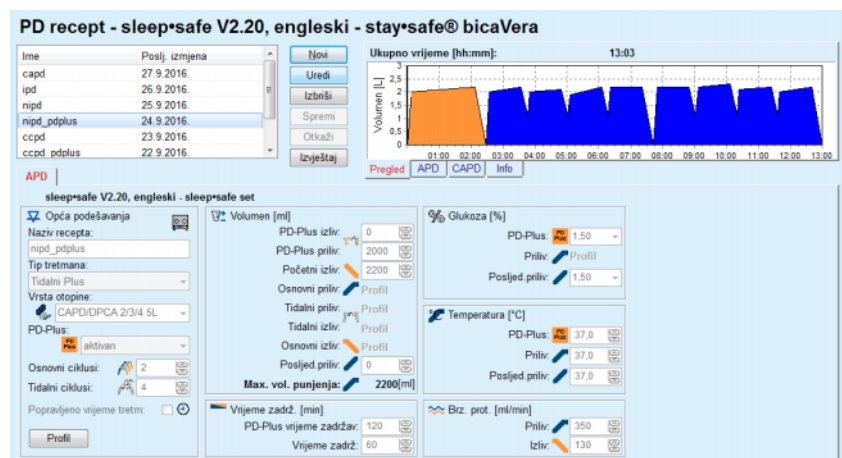 PD recept - sleep•safe V2.20, engleski - stay•safe® bicaVera
Ime Poslj. izmjena
capd 27.9.2016.
ipd 26.9.2016.
nipd 25.9.2016.
nipd_pdplus 24.9.2016.
ccpd 23.9.2016.
ccpd_pdplus 22.9.2016.
Novi
Uredi
Izbriši
Spremi
Otkaži
Izvještaj
Ukupno vrijeme [hh:mm]: 13:03
Volumen [L]
3
2,5
2
1,5
1
0,5
0
01:00 02:00 03:00 04:00 05:00 06:00 07:00 08:00 09:00 10:00 11:00 12:00 13:00
Pregled APD CAPD Info
APD
sleep•safe V2.20, engleski - sleep•safe set
Opća podešavanja
Naziv recepta:
nipd_pdplus
Tip tretmana:
Tidalni Plus
Vrsta otopine:
CAPD/DPCA 2/3/4 5L
PD-Plus:
PD Plus aktivan
Osnovni ciklusi: 2
Tidalni ciklusi: 4
Popravljeno vrijeme tretm:
Profil
Volumen [ml]
PD-Plus izliv: 0
PD-Plus priliv: 2000
Početni izliv: 2200
Osnovni priliv: Profil
Tidalni priliv: Profil
Tidalni izliv: Profil
Osnovni izliv: Profil
Posljed.priliv: 0
Max. vol. punjenja: 2200[ml]
Vrijeme zadrž. [min]
PD-Plus vrijeme zadržav: 120
Vrijeme zadrž: 60
Glukoza [%]
PD-Plus: PD Plus 1,50
Priliv: Profil
Posljed.priliv: 1,50
Temperatura [°C]
PD-Plus: PD Plus 37,0
Priliv: 37,0
Posljed.priliv: 37,0
Brz. prot. [ml/min]
Priliv: 350
Izliv: 130